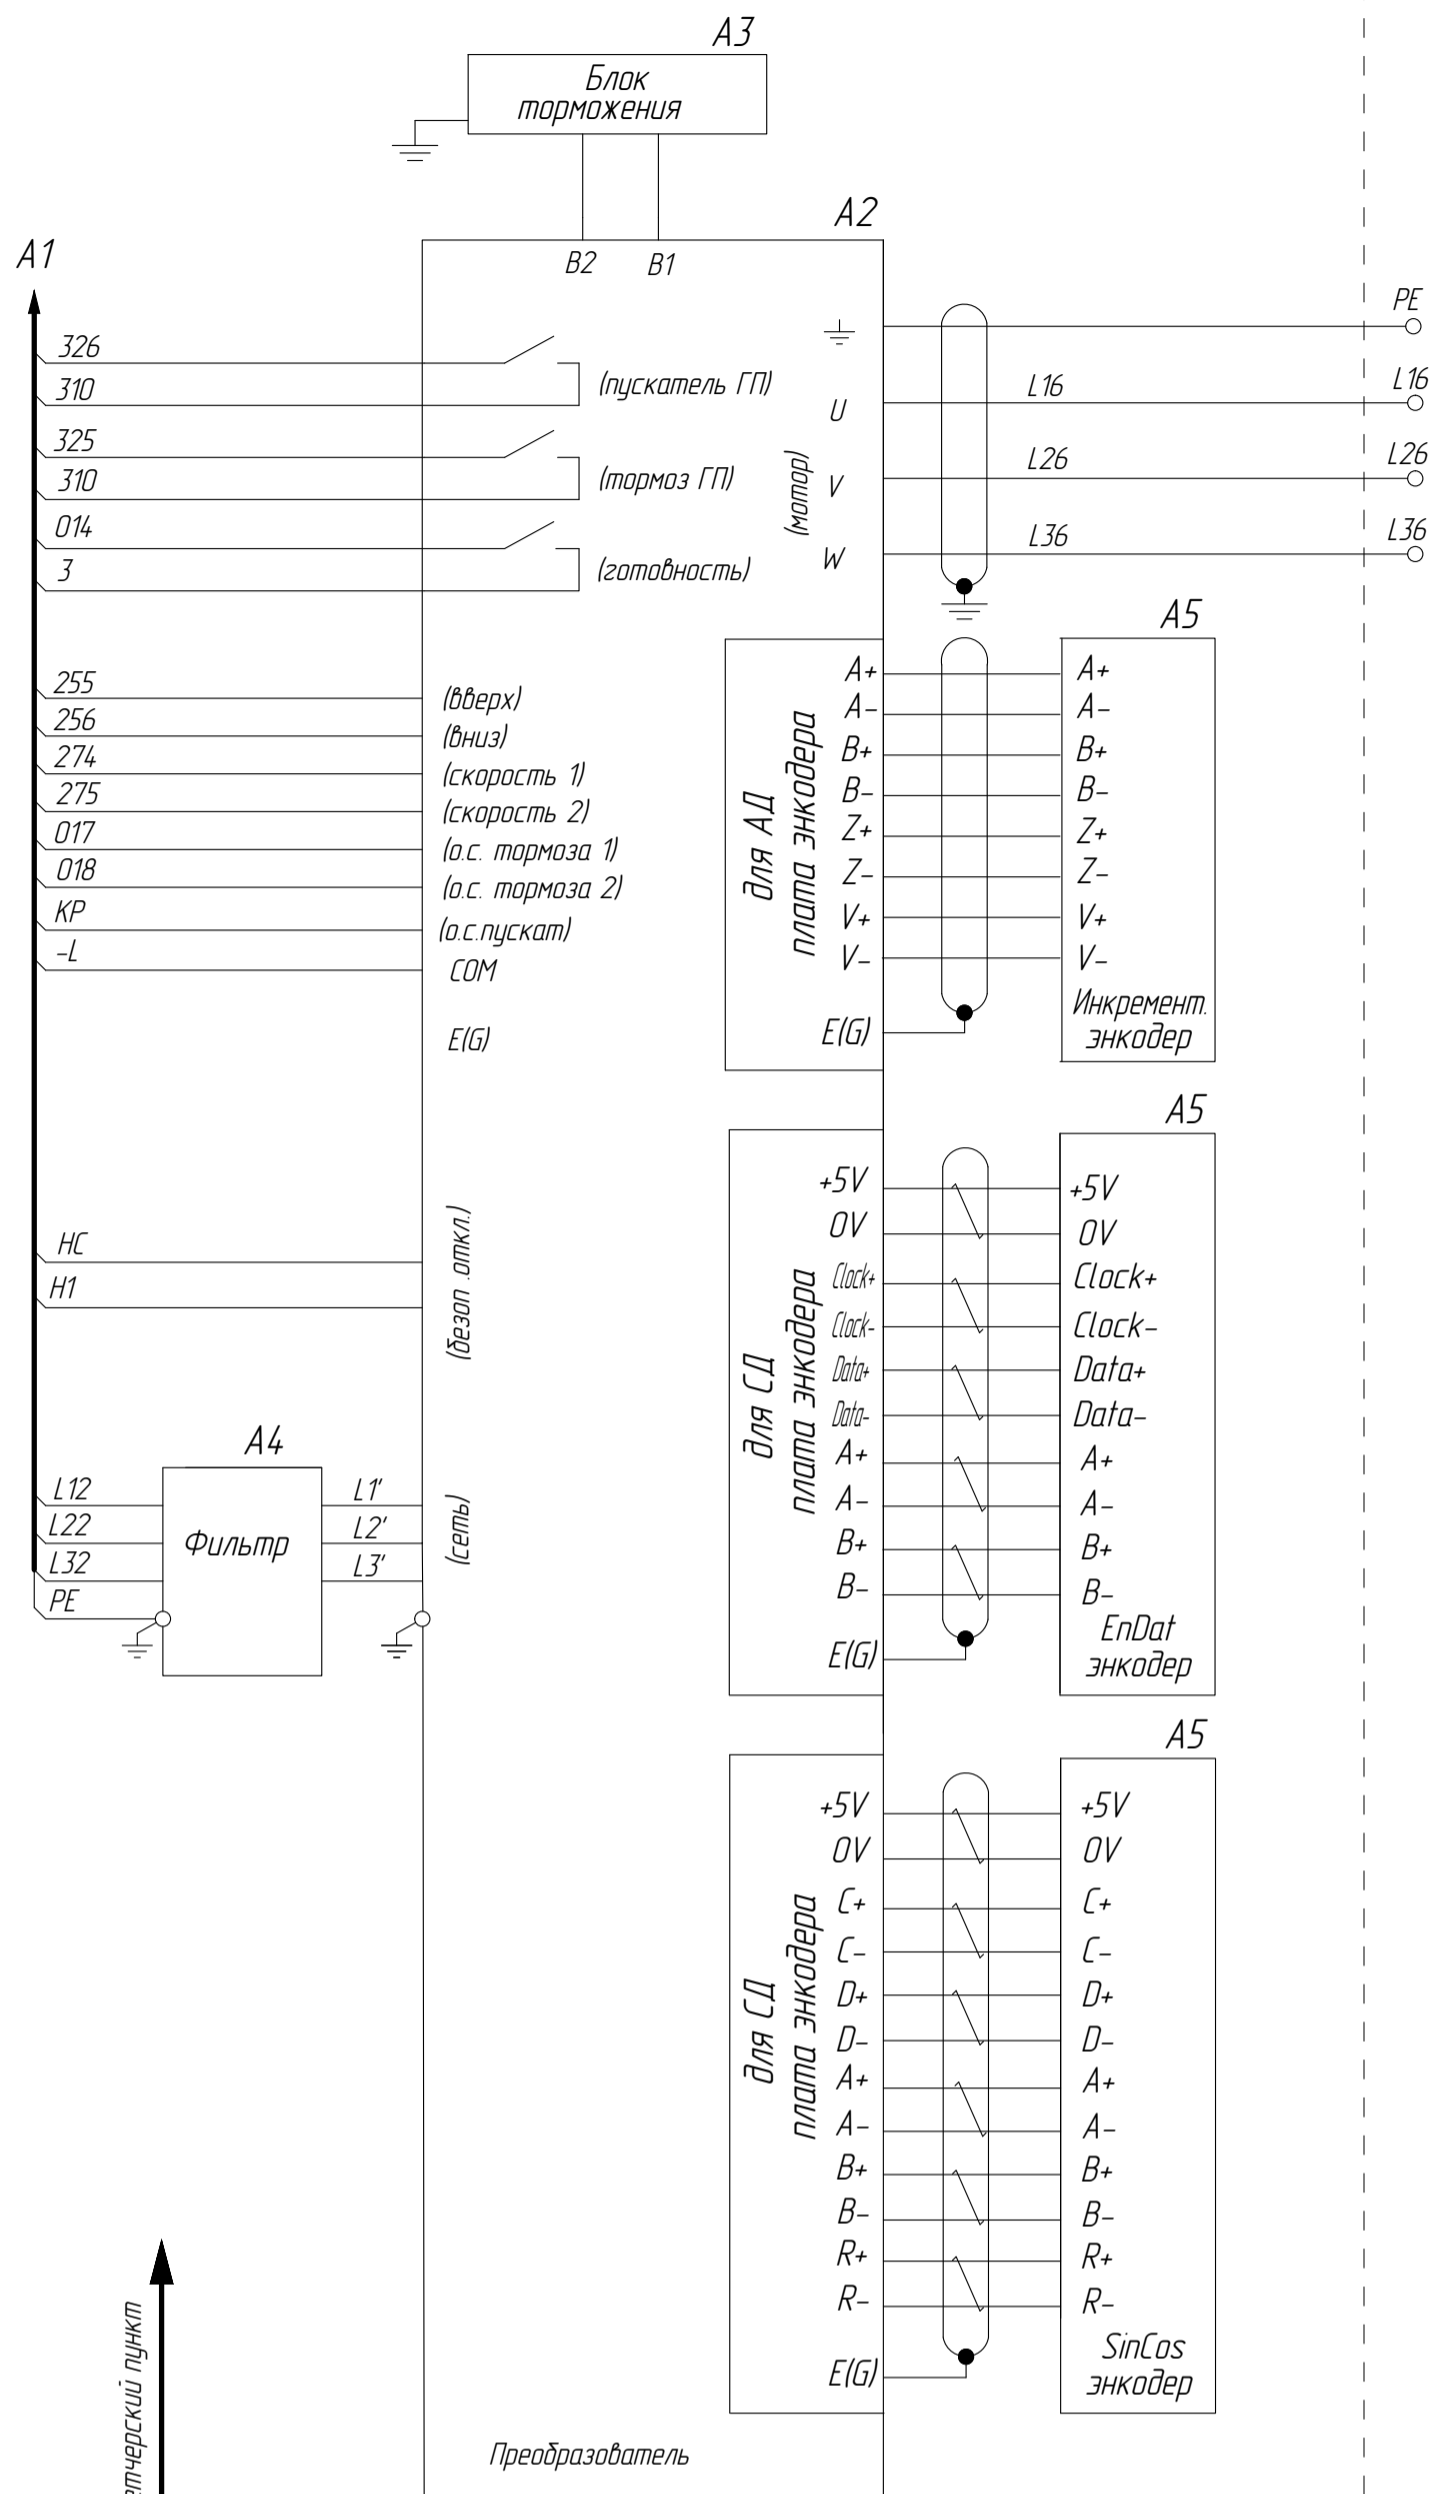 A3
Блок
торможения
A2
A1
B2
B1
326
310
(пускатель ГП)
325
310
(тормоз ГП)
014
3
(готовность)
255
(вверх)
256
(вниз)
274
(скорость 1)
275
(скорость 2)
017
(о.с. тормоза 1)
018
(о.с. тормоза 2)
КР
(о.с.пускат)
-L
COM
E(G)
НС
Н1
(безоп .откл.)
A4
L12
L22
L32
PE
Фильтр
L1'
L2'
L3'
(сеть)
(мотор)
U
V
W
L16
L26
L36
PE
L16
L26
L36
для АД
плата энкодера
A+
A-
B+
B-
Z+
Z-
V+
V-
E(G)
A5
A+
A-
B+
B-
Z+
Z-
V+
V-
Инкремент.
энкодер
для СД
плата энкодера
+5V
0V
Clock+
Clock-
Data+
Data-
A+
A-
B+
B-
E(G)
A5
+5V
0V
Clock+
Clock-
Data+
Data-
A+
A-
B+
B-
EnDat
энкодер
для СД
плата энкодера
+5V
0V
C+
C-
D+
D-
A+
A-
B+
B-
R+
R-
E(G)
A5
+5V
0V
C+
C-
D+
D-
A+
A-
B+
B-
R+
R-
SinCos
энкодер
Преобразователь
пункт